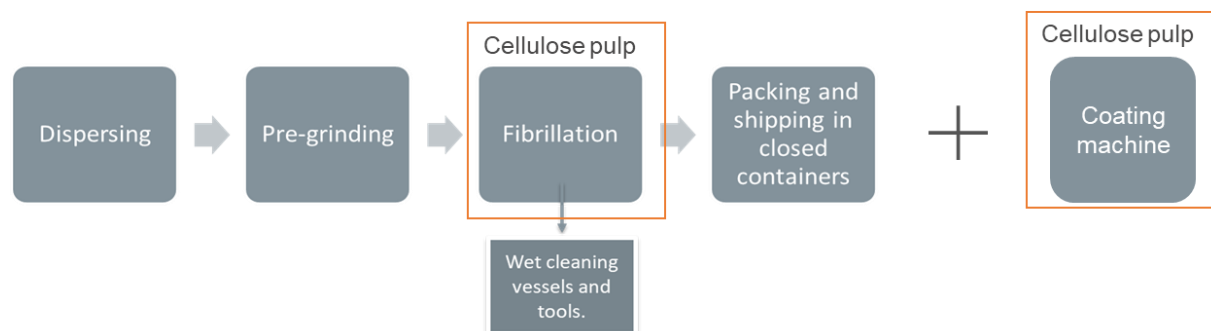 Cellulose pulp
Dispersing
Pre-grinding
Fibrillation
Wet cleaning
vessels and
tools.
Packing and
shipping in
closed
containers
+
Cellulose pulp
Coating
machine